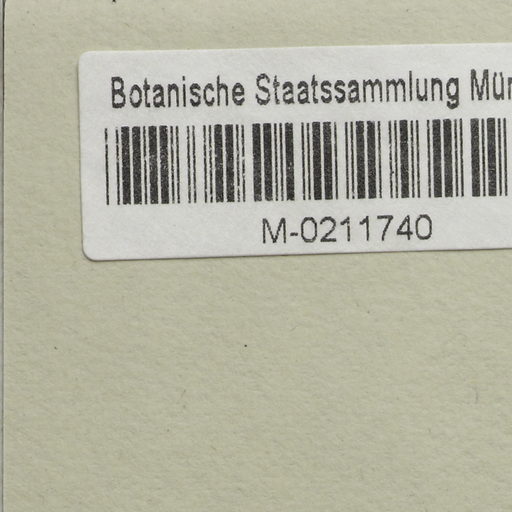 Botanische Staatssammlung Mün
M-0211740